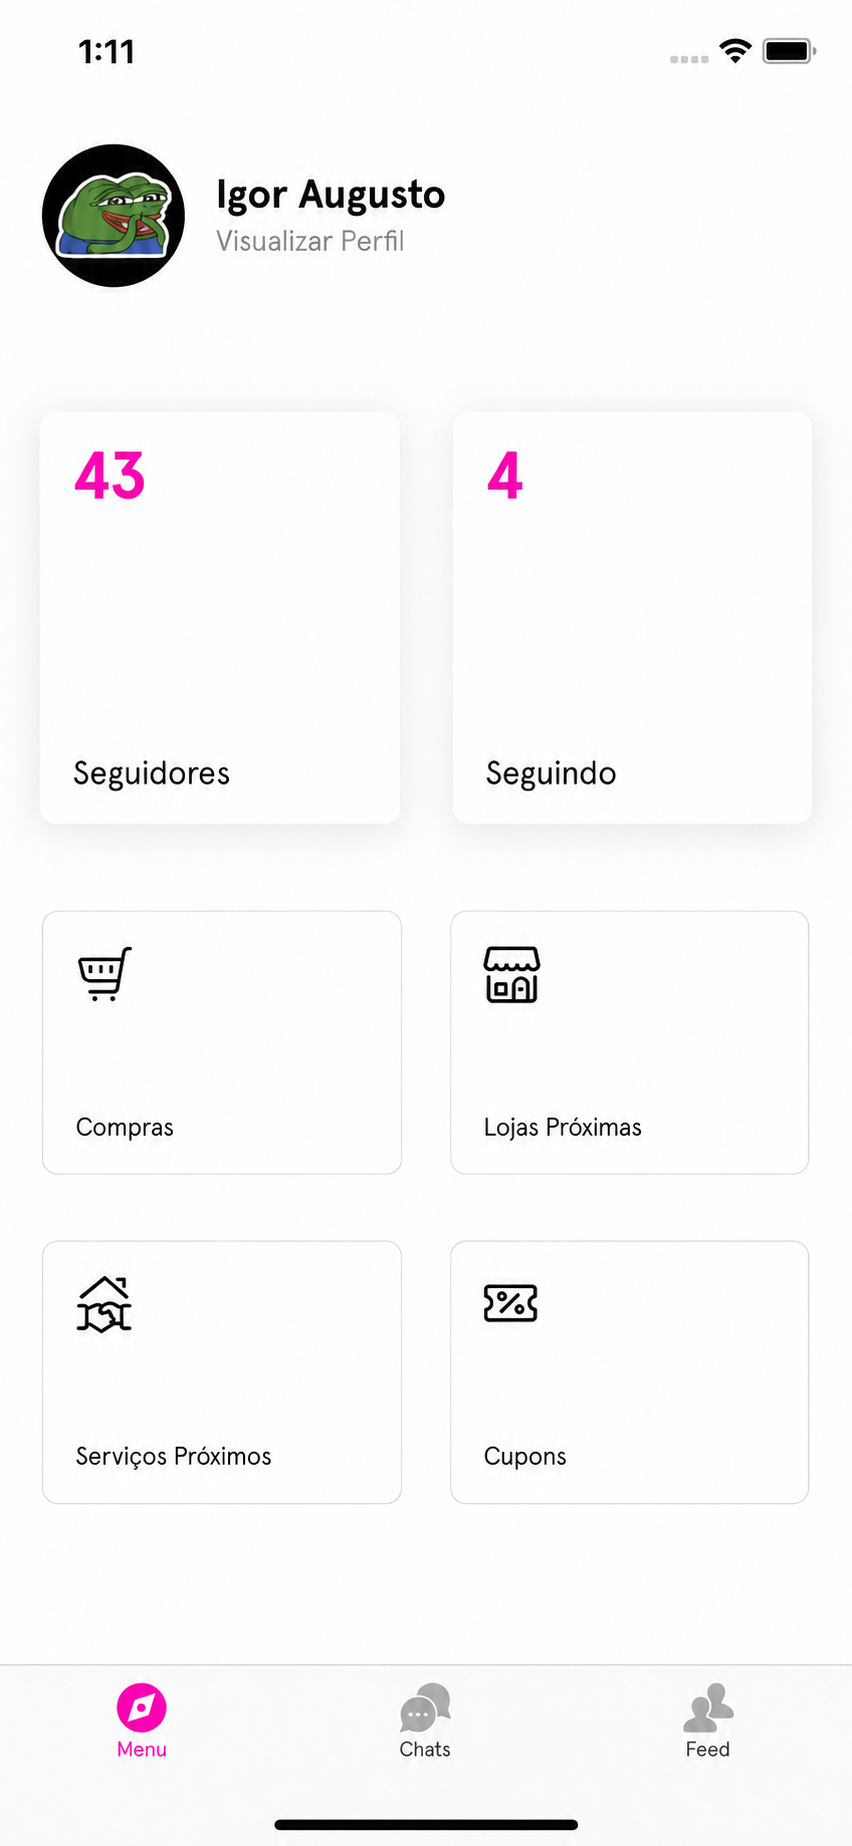 1:11
Igor Augusto
Visualizar Perfil
43
4
Seguidores
Seguindo
Compras
Lojas Próximas
Serviços Próximos
Cupons
Menu
Chats
Feed